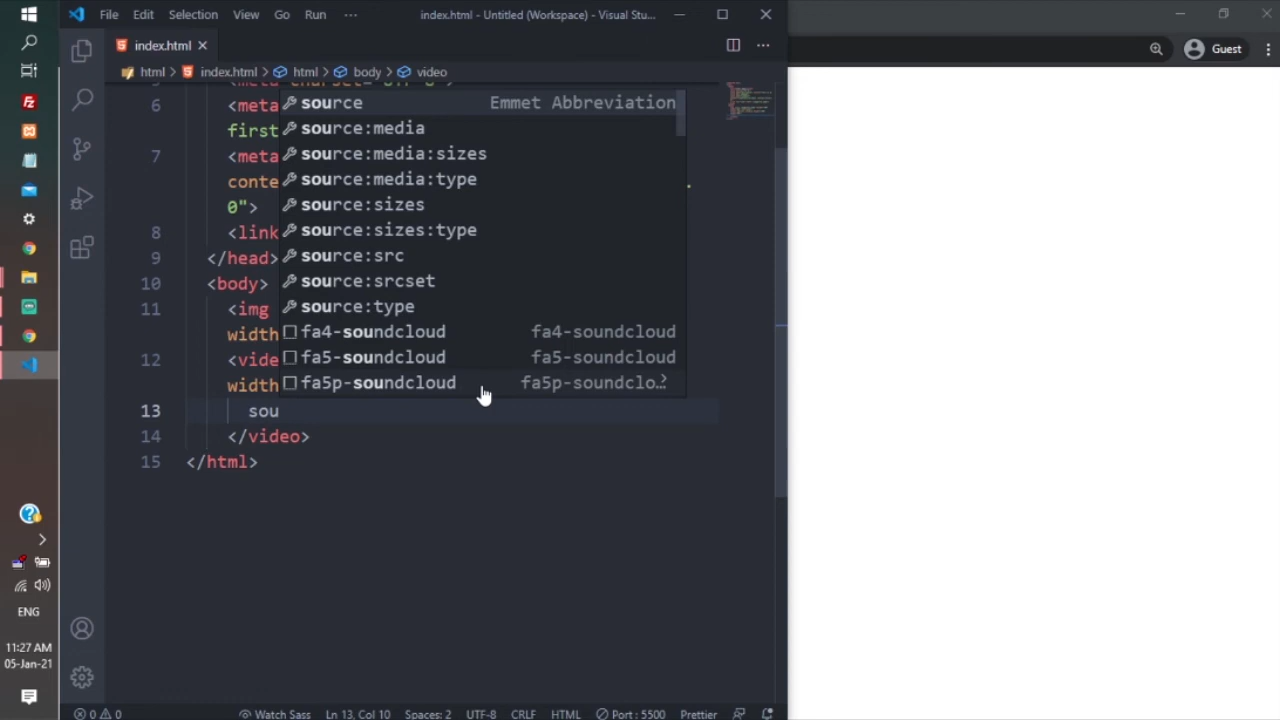 File Edit Selection View Go Run ··· index.html - Untitled (Workspace) - Visual Stu...
index.html
Guest
html > index.html > html > body > video
6 <meta
first
7 <meta
conte
0">
8 <link
9 </head>
10 <body>
11 <img
width
12 <vide
width
13 sou
14 </video>
15 </html>
source Emmet Abbreviation
source:media
source:media:sizes
source:media:type
source:sizes
source:sizes:type
source:src
source:srcset
source:type
fa4-soundcloud fa4-soundcloud
fa5-soundcloud fa5-soundcloud
fa5p-soundcloud fa5p-soundclo...
ENG
11:27 AM
05-Jan-21
0 0 Watch Sass Ln 13, Col 10 Spaces: 2 UTF-8 CRLF HTML Port : 5500 Prettier